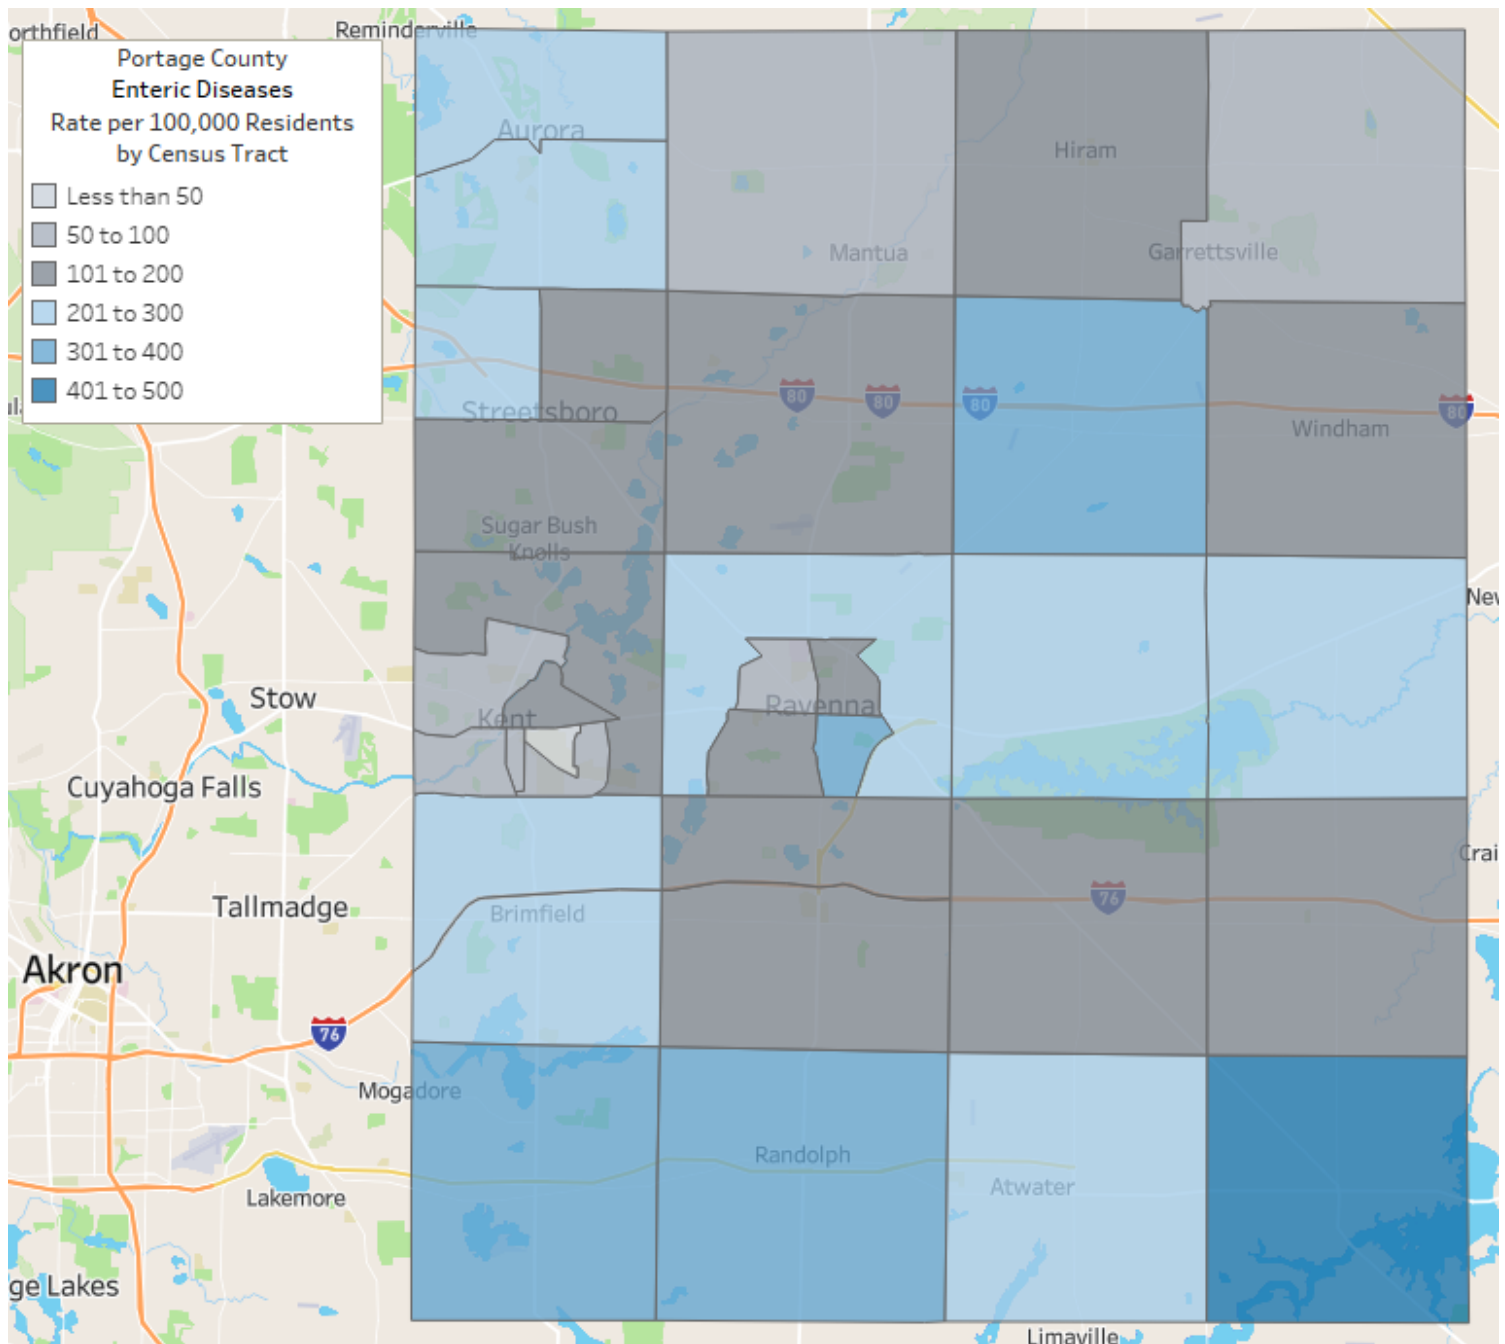 orthfield
Reminderville
Portage County
Enteric Diseases
Rate per 100,000 Residents
by Census Tract
Less than 50
50 to 100
101 to 200
201 to 300
301 to 400
401 to 500
Aurora
Hiram
Mantua
Garrettsville
80
80
80
80
Streetsboro
Windham
Sugar Bush
Knolls
New
Stow
Kent
Ravenna
Cuyahoga Falls
Crai
76
Tallmadge
Brimfield
Akron
76
Mogadore
Randolph
Atwater
Lakemore
ge Lakes
Limaville